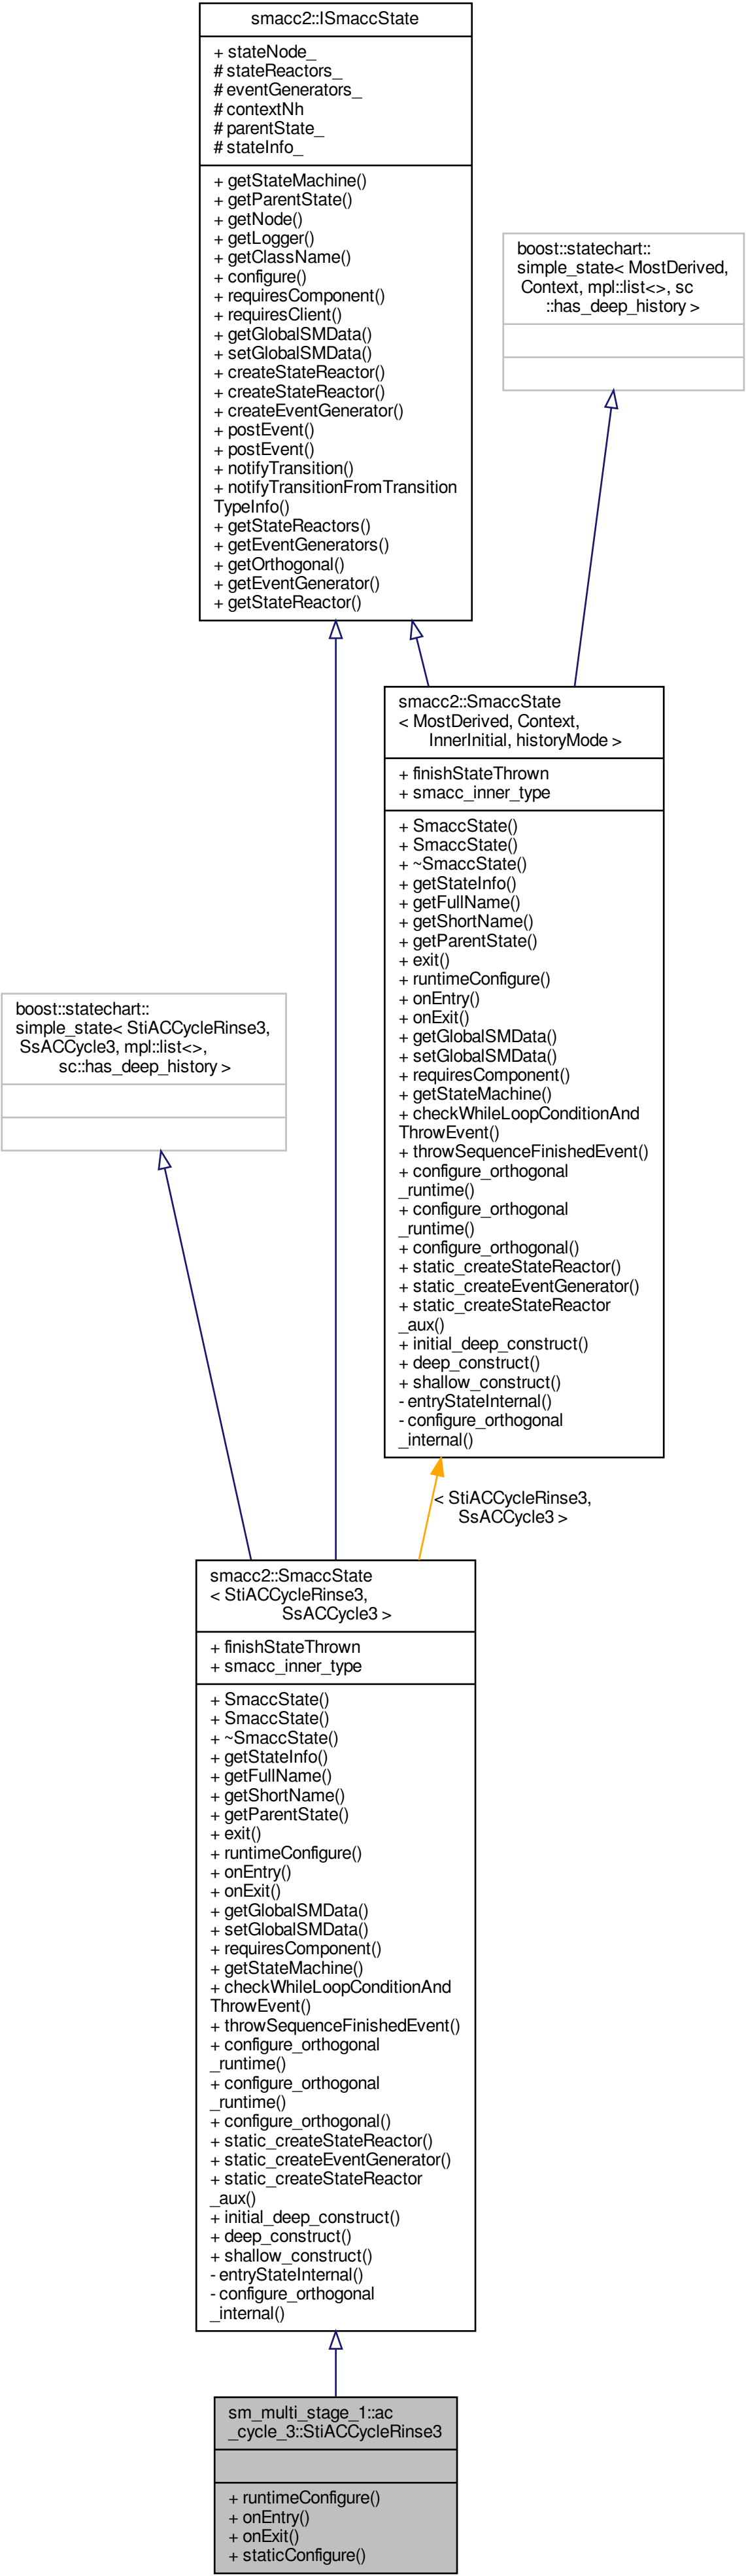 smacc2::ISmaccState
+ stateNode_
# stateReactors_
# eventGenerators_
# contextNh
# parentState_
# stateInfo_
+ getStateMachine()
+ getParentState()
+ getNode()
+ getLogger()
+ getClassName()
+ configure()
+ requiresComponent()
+ requiresClient()
+ getGlobalSMData()
+ setGlobalSMData()
+ createStateReactor()
+ createStateReactor()
+ createEventGenerator()
+ postEvent()
+ postEvent()
+ notifyTransition()
+ notifyTransitionFromTransition
TypeInfo()
+ getStateReactors()
+ getEventGenerators()
+ getOrthogonal()
+ getEventGenerator()
+ getStateReactor()
boost::statechart::
simple_state< MostDerived,
Context, mpl::list<>, sc
::has_deep_history >
smacc2::SmaccState
< MostDerived, Context,
InnerInitial, historyMode >
+ finishStateThrown
+ smacc_inner_type
+ SmaccState()
+ SmaccState()
+ ~SmaccState()
+ getStateInfo()
+ getFullName()
+ getShortName()
+ getParentState()
+ exit()
+ runtimeConfigure()
+ onEntry()
+ onExit()
+ getGlobalSMData()
+ setGlobalSMData()
+ requiresComponent()
+ getStateMachine()
+ checkWhileLoopConditionAnd
ThrowEvent()
+ throwSequenceFinishedEvent()
+ configure_orthogonal
_runtime()
+ configure_orthogonal
_runtime()
+ configure_orthogonal()
+ static_createStateReactor()
+ static_createEventGenerator()
+ static_createStateReactor
_aux()
+ initial_deep_construct()
+ deep_construct()
+ shallow_construct()
- entryStateInternal()
- configure_orthogonal
_internal()
boost::statechart::
simple_state< StiACCycleRinse3,
SsACCycle3, mpl::list<>,
sc::has_deep_history >
< StiACCycleRinse3,
SsACCycle3 >
smacc2::SmaccState
< StiACCycleRinse3,
SsACCycle3 >
+ finishStateThrown
+ smacc_inner_type
+ SmaccState()
+ SmaccState()
+ ~SmaccState()
+ getStateInfo()
+ getFullName()
+ getShortName()
+ getParentState()
+ exit()
+ runtimeConfigure()
+ onEntry()
+ onExit()
+ getGlobalSMData()
+ setGlobalSMData()
+ requiresComponent()
+ getStateMachine()
+ checkWhileLoopConditionAnd
ThrowEvent()
+ throwSequenceFinishedEvent()
+ configure_orthogonal
_runtime()
+ configure_orthogonal
_runtime()
+ configure_orthogonal()
+ static_createStateReactor()
+ static_createEventGenerator()
+ static_createStateReactor
_aux()
+ initial_deep_construct()
+ deep_construct()
+ shallow_construct()
- entryStateInternal()
- configure_orthogonal
_internal()
sm_multi_stage_1::ac
_cycle_3::StiACCycleRinse3
+ runtimeConfigure()
+ onEntry()
+ onExit()
+ staticConfigure()